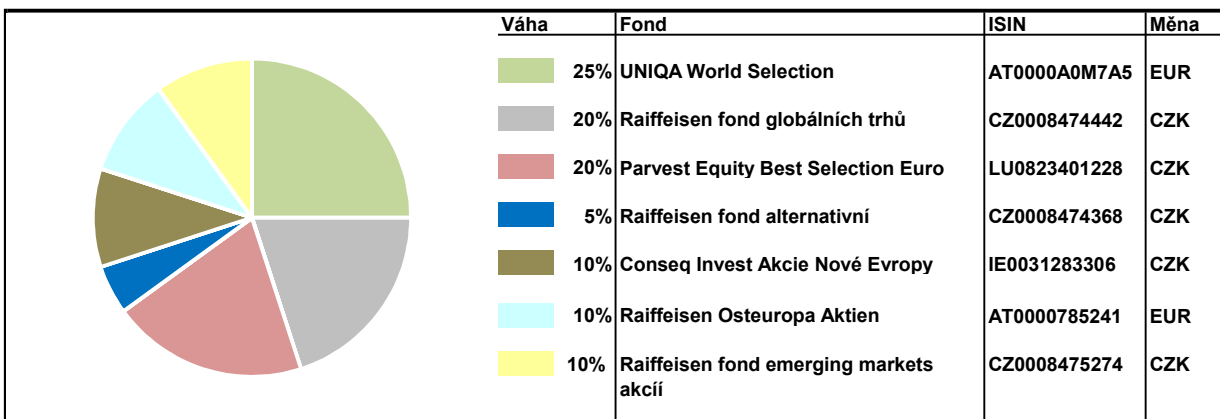 Váha Fond ISIN Měna
25% UNIQA World Selection AT0000A0M7A5 EUR
20% Raiffeisen fond globálních trhů CZ0008474442 CZK
20% Parvest Equity Best Selection Euro LU0823401228 CZK
5% Raiffeisen fond alternativní CZ0008474368 CZK
10% Conseq Invest Akcie Nové Evropy IE0031283306 CZK
10% Raiffeisen Osteuropa Aktien AT0000785241 EUR
10% Raiffeisen fond emerging markets CZ0008475274 CZK
akcíí